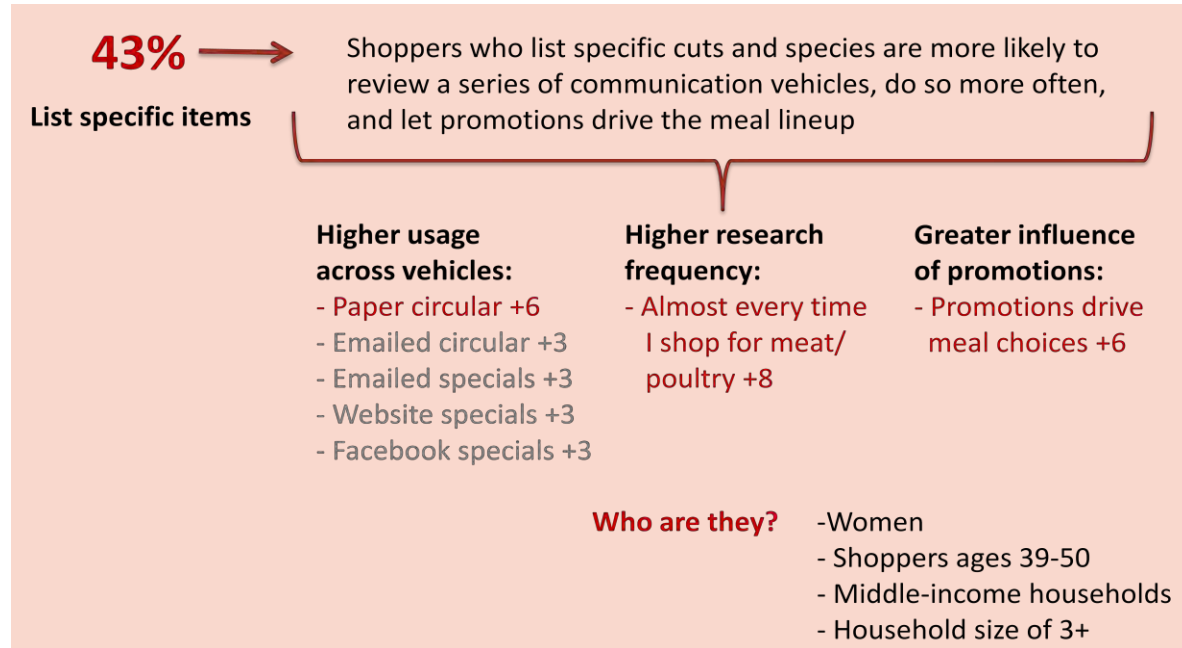 43%
List specific items
Shoppers who list specific cuts and species are more likely to
review a series of communication vehicles, do so more often,
and let promotions drive the meal lineup
Higher usage
across vehicles:
- Paper circular +6
- Emailed circular +3
- Emailed specials +3
- Website specials +3
- Facebook specials +3
Higher research
frequency:
- Almost every time
I shop for meat/
poultry +8
Greater influence
of promotions:
- Promotions drive
meal choices +6
Who are they?
-Women
- Shoppers ages 39-50
- Middle-income households
- Household size of 3+